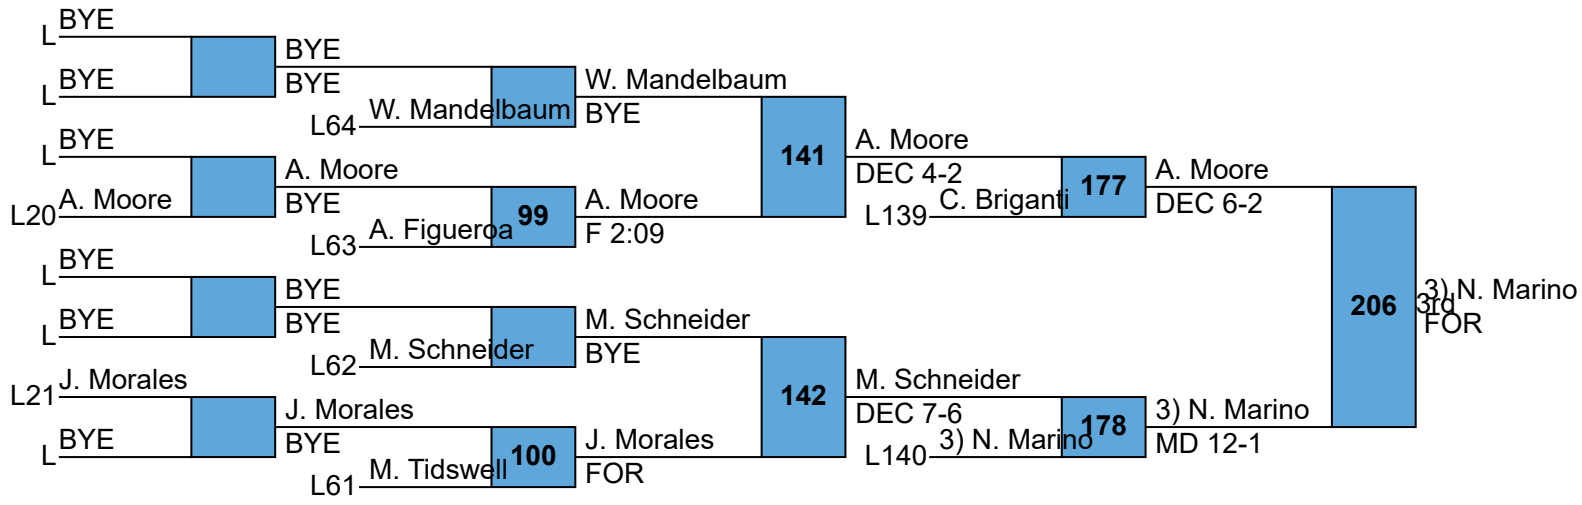 BYE
L
BYE
BYE
BYE
L
W. Mandelbaum
W. Mandelbaum
BYE
L64
BYE
L
141
A. Moore
DEC 4-2
A. Moore
BYE
A. Moore
L20
99
A. Moore
F 2:09
A. Figueroa
L63
C. Briganti
L139
177
A. Moore
DEC 6-2
BYE
L
BYE
BYE
BYE
L
M. Schneider
BYE
M. Schneider
L62
206
3) N. Marino
3rd
FOR
J. Morales
L21
142
M. Schneider
DEC 7-6
J. Morales
BYE
BYE
L
100
J. Morales
FOR
M. Tidswell
L61
3) N. Marino
L140
178
3) N. Marino
MD 12-1